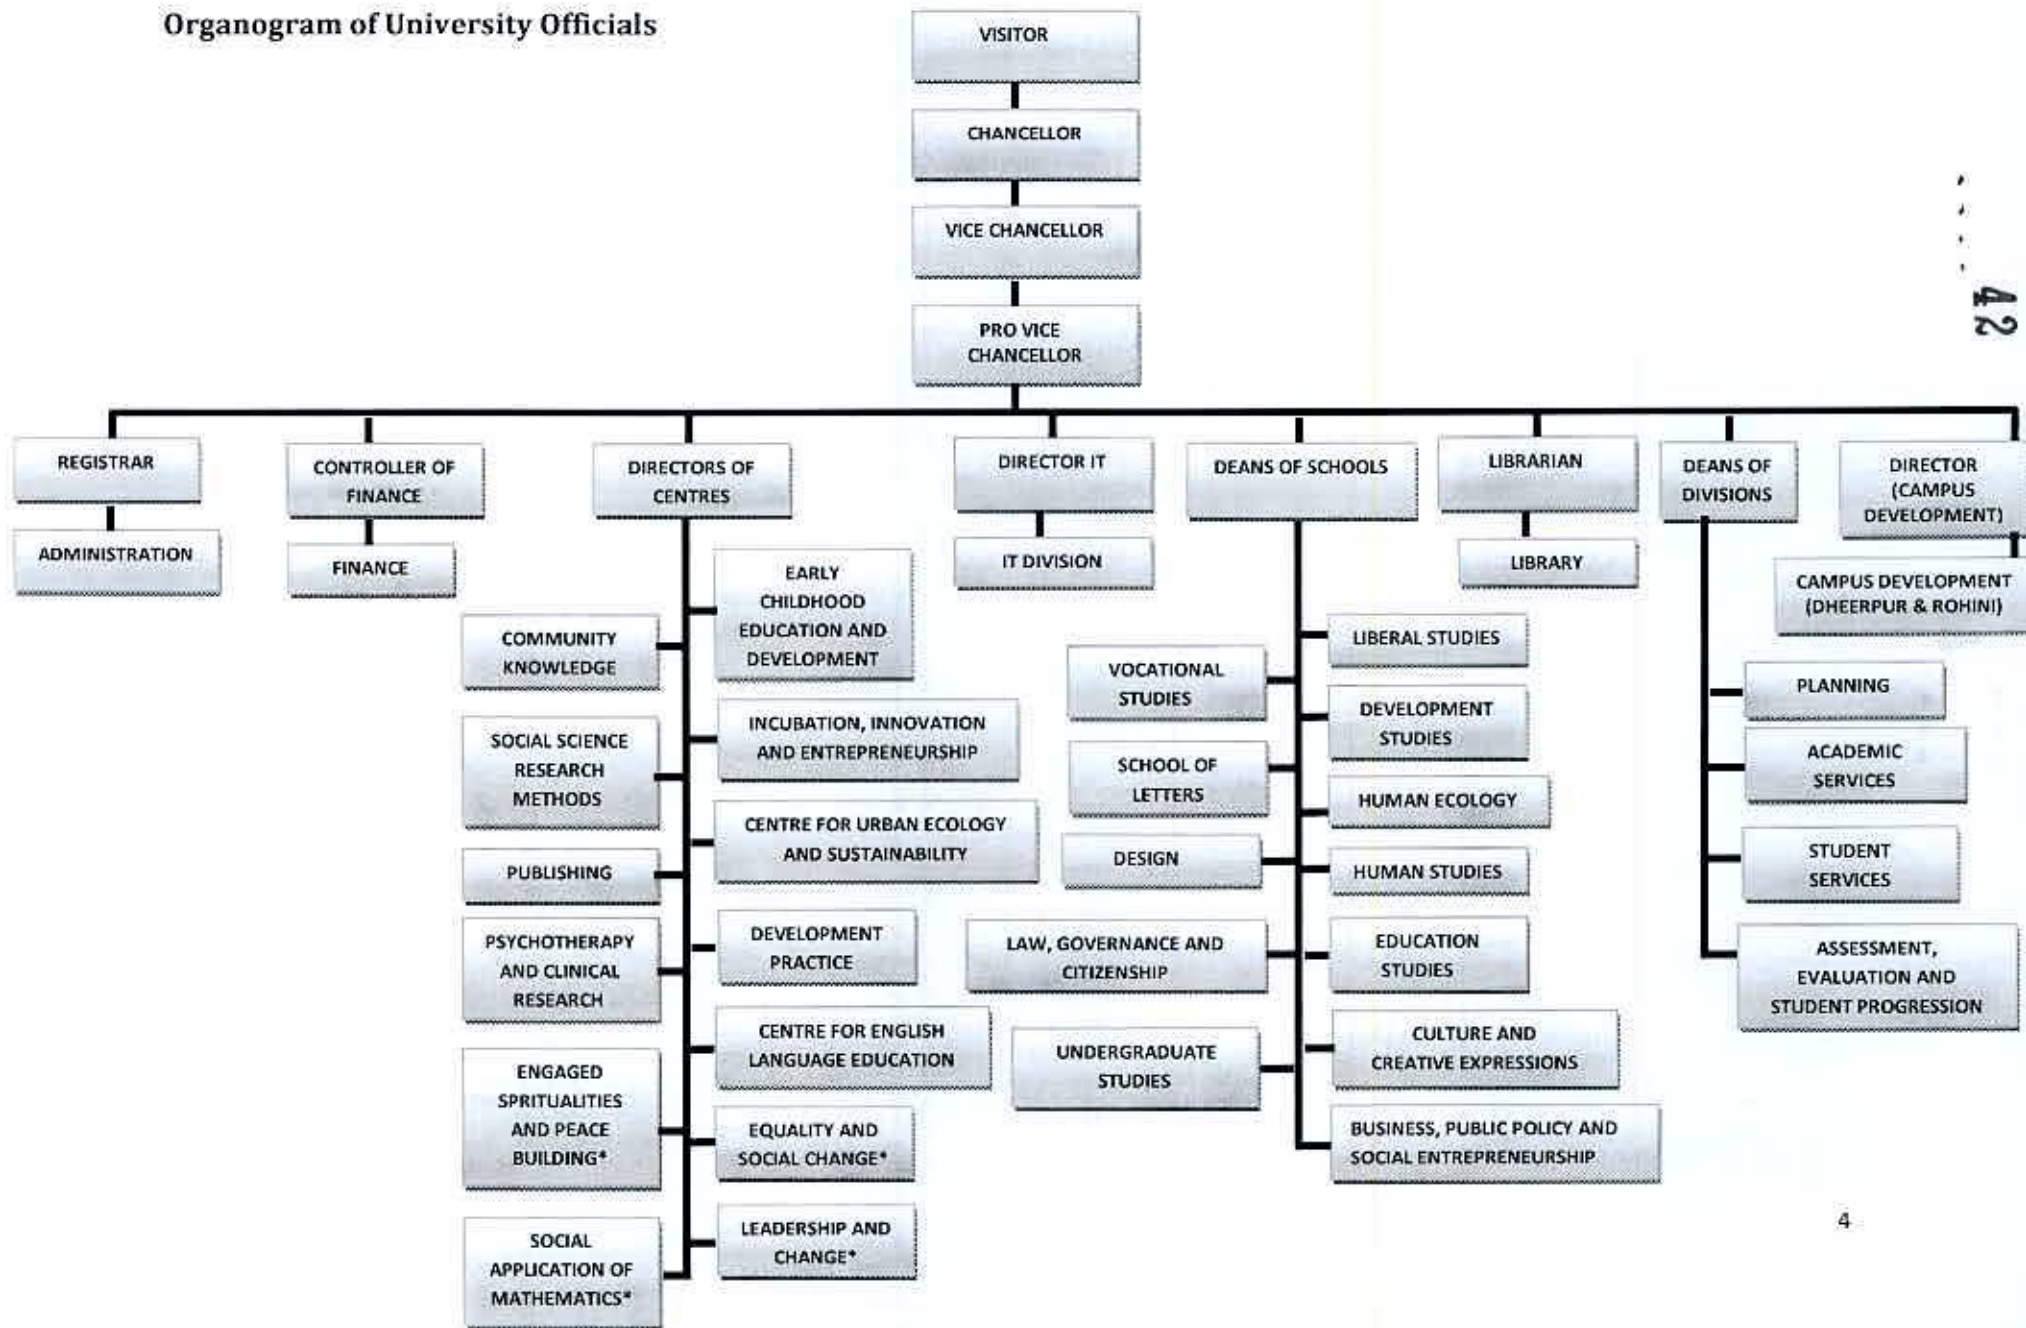 Organogram of University Officials
VISITOR
CHANCELLOR
VICE CHANCELLOR
PRO VICE
CHANCELLOR
42
REGISTRAR
ADMINISTRATION
CONTROLLER OF
FINANCE
FINANCE
DIRECTORS OF
CENTRES
COMMUNITY
KNOWLEDGE
SOCIAL SCIENCE
RESEARCH
METHODS
PUBLISHING
PSYCHOTHERAPY
AND CLINICAL
RESEARCH
ENGAGED
SPRITUALITIES
AND PEACE
BUILDING*
SOCIAL
APPLICATION OF
MATHEMATICS*
EARLY
CHILDHOOD
EDUCATION AND
DEVELOPMENT
INCUBATION, INNOVATION
AND ENTREPRENEURSHIP
CENTRE FOR URBAN ECOLOGY
AND SUSTAINABILITY
DEVELOPMENT
PRACTICE
CENTRE FOR ENGLISH
LANGUAGE EDUCATION
EQUALITY AND
SOCIAL CHANGE*
LEADERSHIP AND
CHANGE*
DIRECTOR IT
IT DIVISION
DEANS OF SCHOOLS
VOCATIONAL
STUDIES
SCHOOL OF
LETTERS
DESIGN
LAW, GOVERNANCE AND
CITIZENSHIP
UNDERGRADUATE
STUDIES
LIBERAL STUDIES
DEVELOPMENT
STUDIES
HUMAN ECOLOGY
HUMAN STUDIES
EDUCATION
STUDIES
CULTURE AND
CREATIVE EXPRESSIONS
BUSINESS, PUBLIC POLICY AND
SOCIAL ENTREPRENEURSHIP
LIBRARIAN
LIBRARY
DEANS OF
DIVISIONS
PLANNING
ACADEMIC
SERVICES
STUDENT
SERVICES
ASSESSMENT,
EVALUATION AND
STUDENT PROGRESSION
DIRECTOR
(CAMPUS
DEVELOPMENT)
CAMPUS DEVELOPMENT
(DHEERPUR & ROHINI)
4